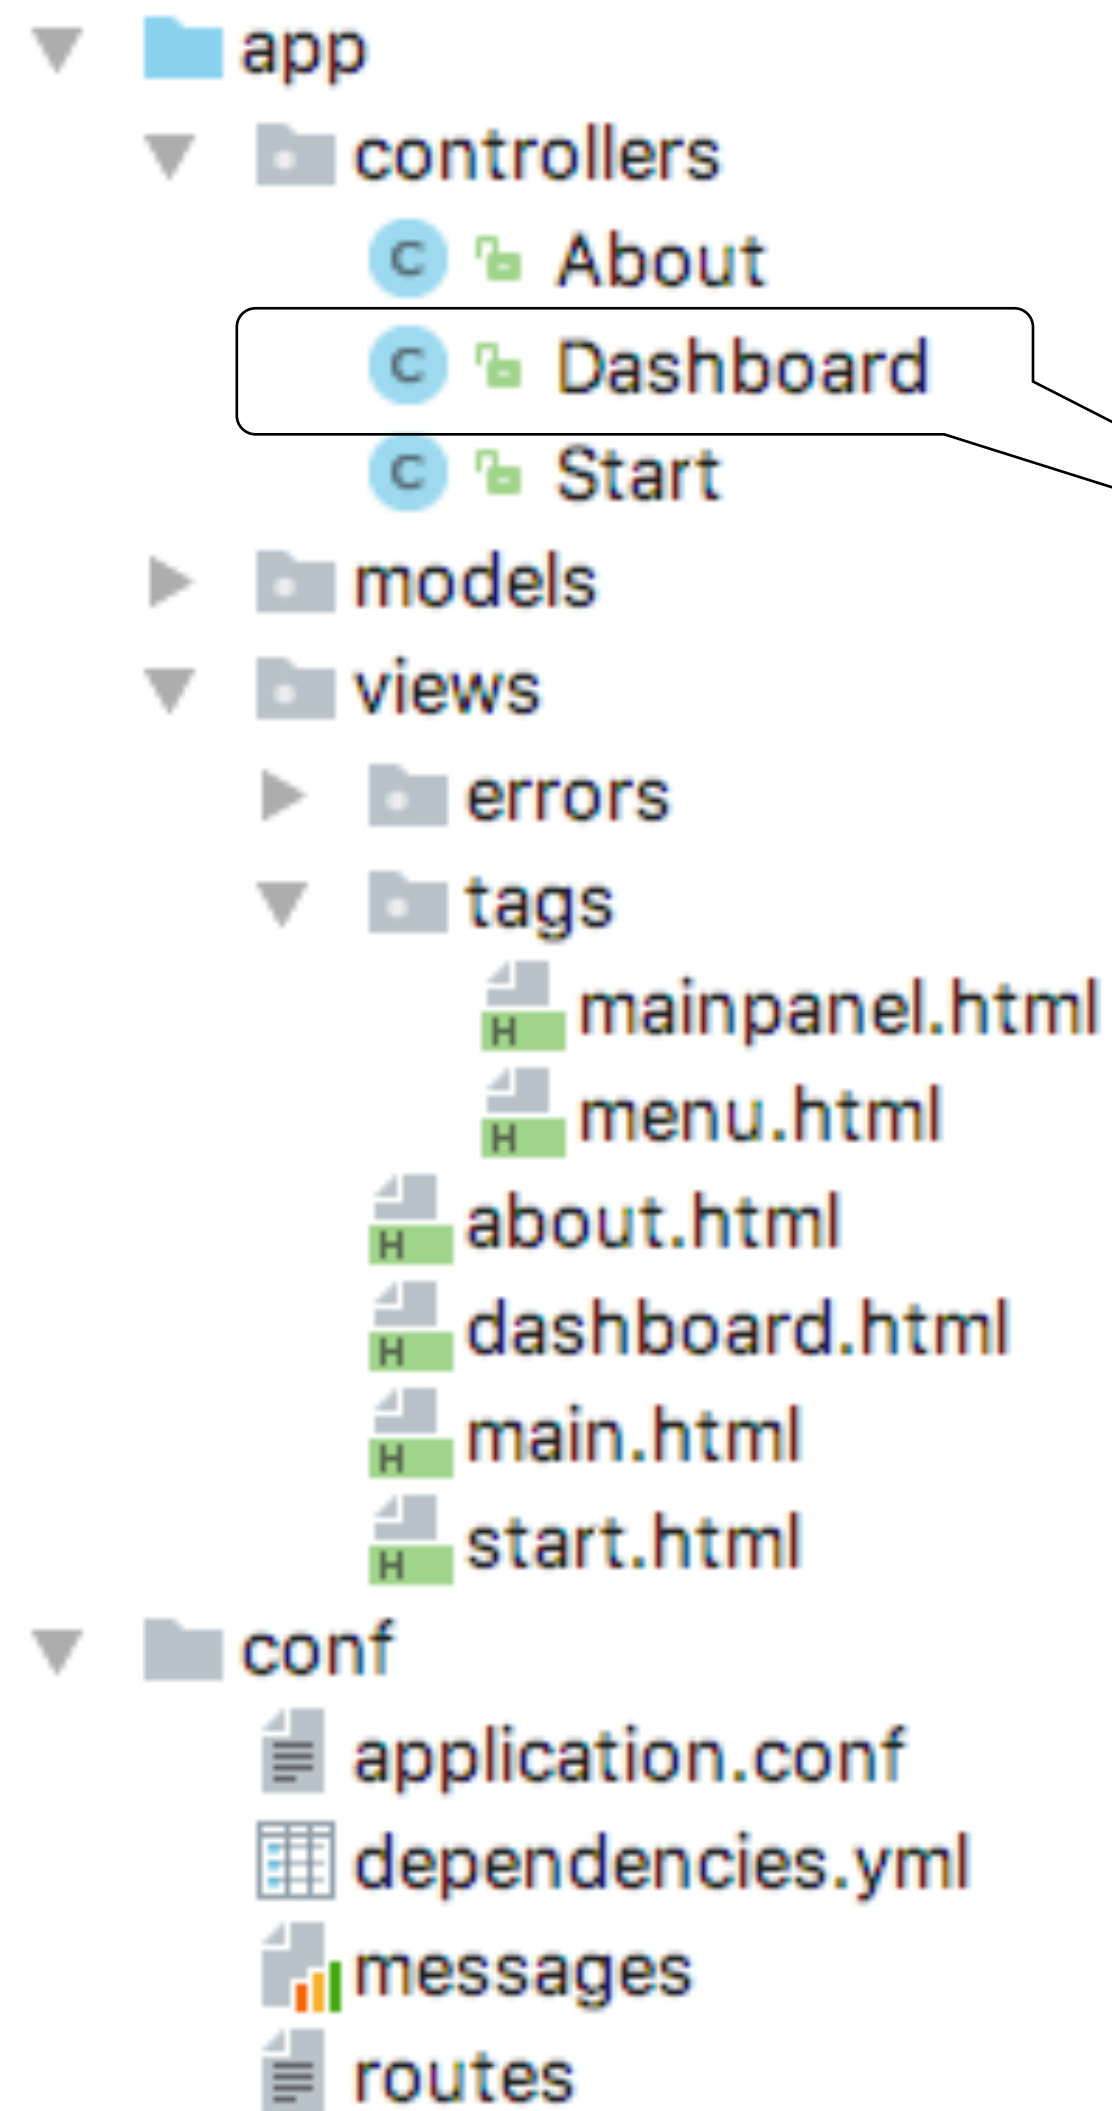 app
controllers
C About
C Dashboard
C Start
models
views
errors
tags
H mainpanel.html
H menu.html
H about.html
H dashboard.html
H main.html
H start.html
conf
application.conf
dependencies.yml
messages
routes